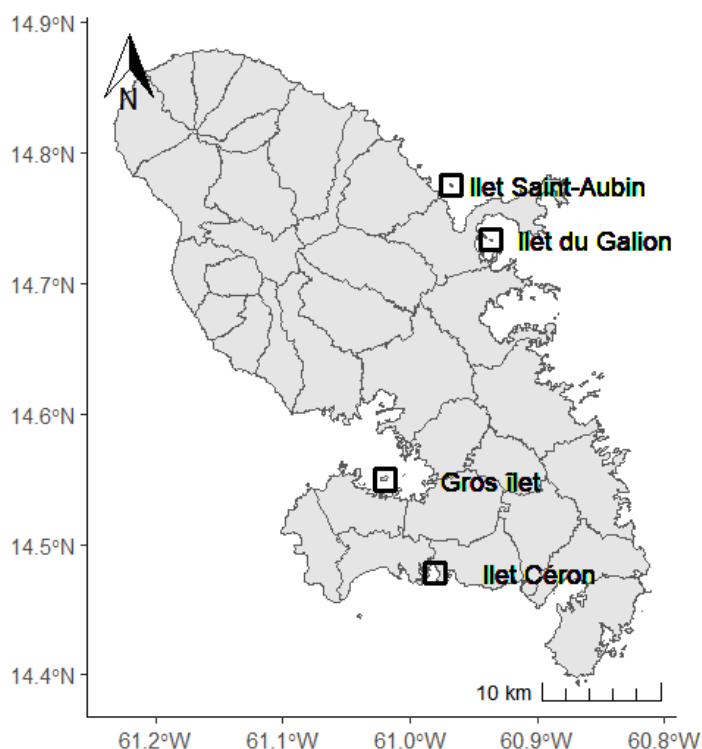 14.9°N
N
14.8°N
Ilet Saint-Aubin
Ilet du Galion
14.7°N
14.6°N
Gros îlet
14.5°N
Ilet Céron
14.4°N
10 km
61.2°W 61.1°W 61.0°W 60.9°W 60.8°W